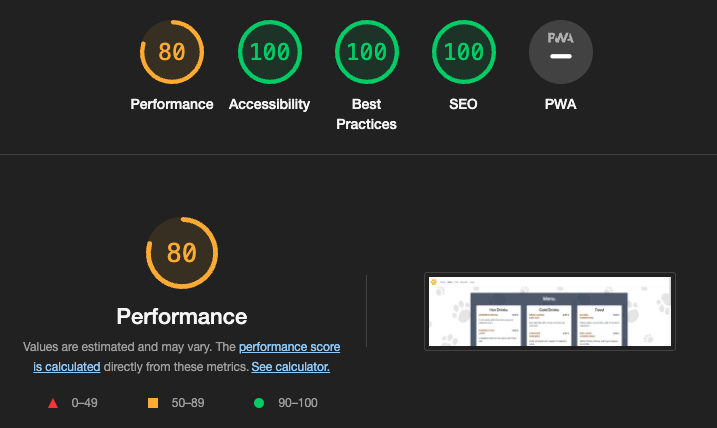 80
100
100
100
PWA
Performance
Accessibility
Best
Practices
SEO
PWA
80
Performance
Values are estimated and may vary. The performance score
is calculated directly from these metrics. See calculator.
0–49
50–89
90–100
Menu
Hot Drinks
Cold Drinks
Food